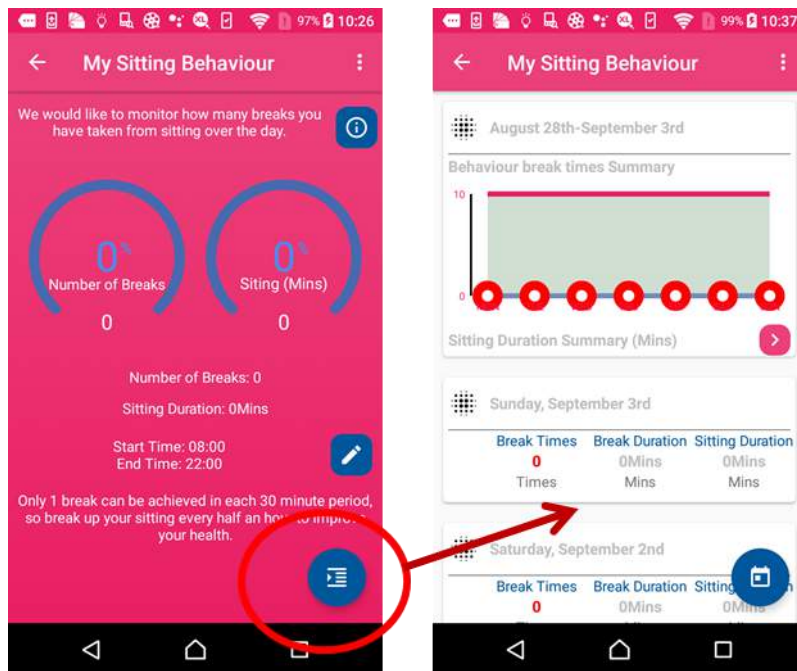 97% 10:26
My Sitting Behaviour
We would like to monitor how many breaks you
have taken from sitting over the day.
0%
Number of Breaks
0
0%
Siting (Mins)
0
Number of Breaks: 0
Sitting Duration: 0Mins
Start Time: 08:00
End Time: 22:00
Only 1 break can be achieved in each 30 minute period,
so break up your sitting every half an hour to improve
your health.
99% 10:37
My Sitting Behaviour
August 28th-September 3rd
Behaviour break times Summary
10
0
Sitting Duration Summary (Mins)
Sunday, September 3rd
Break Times Break Duration Sitting Duration
0 0Mins 0Mins
Times Mins Mins
Saturday, September 2nd
Break Times Break Duration Sitting
0 0Mins 0Mins